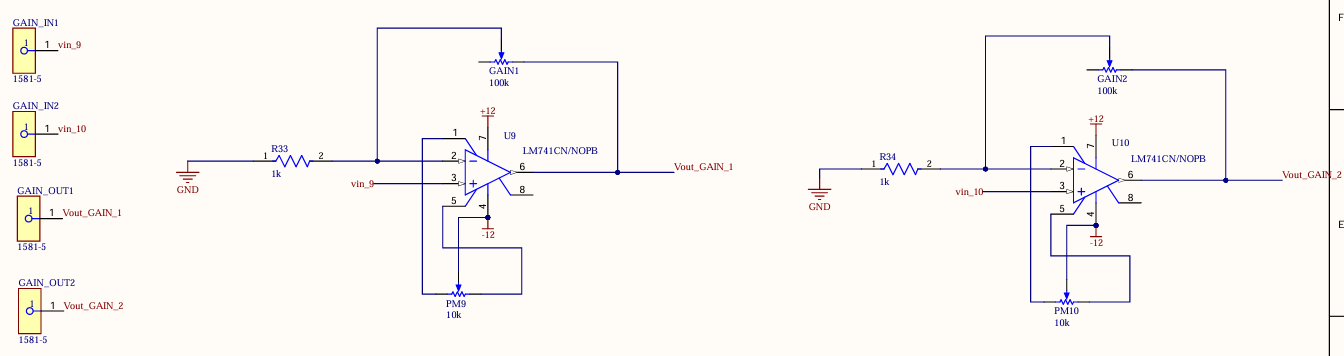 GAIN_IN1
1
1 vin_9
1581-5
GAIN_IN2
1
1 vin_10
1581-5
GAIN_OUT1
1
1 Vout_GAIN_1
1581-5
GAIN_OUT2
1
1 Vout_GAIN_2
1581-5
GAIN1
100k
+12
1
7
U9
LM741CN/NOPB
R33
1 2
1k
GND
2
−
6
Vout_GAIN_1
vin_9
3
+
8
5
4
-12
PM9
10k
GAIN2
100k
+12
1
7
U10
LM741CN/NOPB
R34
1 2
1k
GND
2
−
6
Vout_GAIN_2
vin_10
3
+
8
5
4
-12
PM10
10k
F
E